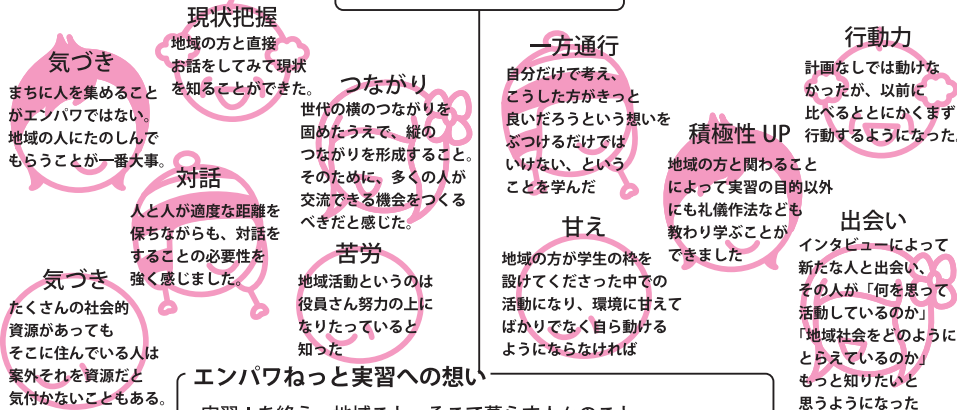 現状把握
地域の方と直接
お話をしてみて現状
を知ることができた。
気づき
まちに人を集めること
がエンパワではない。
地域の人にたのしんで
もらうことが一番大事。
つながり
世代の横のつながりを
固めたうえで、縦の
つながりを形成すること。
そのために、多くの人が
交流できる機会をつくる
べきだと感じた。
対話
人と人が適度な距離を
保ちながらも、対話を
することの必要性を
強く感じました。
苦労
地域活動というのは
役員さん努力の上に
なりたっていると
知った
気づき
たくさんの社会的
資源があっても
そこに住んでいる人は
案外それを資源だと
気付かないこともある。
一方通行
自分だけで考え、
こうした方がきっと
良いだろうという想いを
ぶつけるだけでは
いけない、という
ことを学んだ
行動力
計画なしでは動けな
かったが、以前に
比べるととにかくまず
行動するようになった。
積極性 UP
地域の方と関わること
によって実習の目的以外
にも礼儀作法なども
教わり学ぶことが
できました
甘え
地域の方が学生の枠を
設けてくださった中での
活動になり、環境に甘えて
ばかりでなく自ら動ける
ようにならなければ
出会い
インタビューによって
新たな人と出会い、
その人が「何を思って
活動しているのか」
「地域社会をどのように
とらえているのか」
もっと知りたいと
思うようになった
エンパワねっと実習への想い